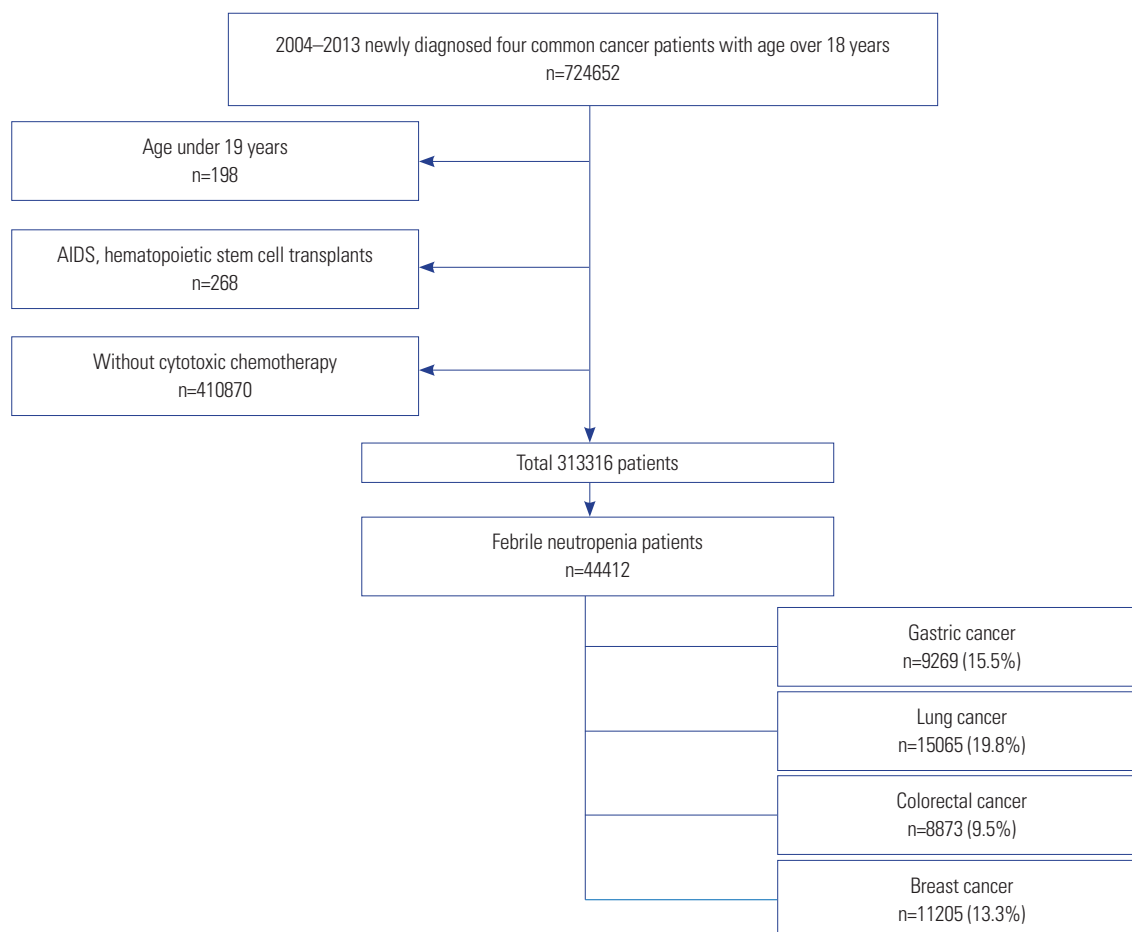 2004–2013 newly diagnosed four common cancer patients with age over 18 years
n=724652
Age under 19 years
n=198
AIDS, hematopoietic stem cell transplants
n=268
Without cytotoxic chemotherapy
n=410870
Total 313316 patients
Febrile neutropenia patients
n=44412
Gastric cancer
n=9269 (15.5%)
Lung cancer
n=15065 (19.8%)
Colorectal cancer
n=8873 (9.5%)
Breast cancer
n=11205 (13.3%)